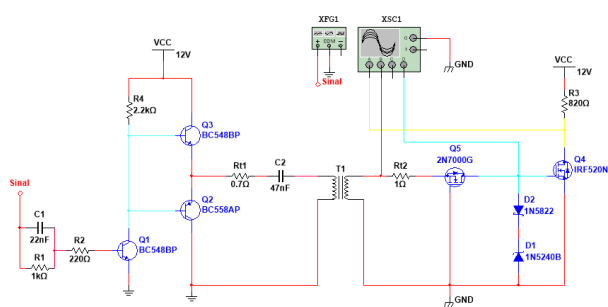 XFG1
COM
XSC1
G
T
A
B
C
D
GND
VCC
12V
VCC
12V
R4
2.2kΩ
Q3
BC548BP
R3
820Ω
Q5
2N7000G
Q4
IRF520N
Sinal
Sinal
Rt1
0.7Ω
C2
47nF
T1
Rt2
1Ω
Q2
BC558AP
D2
1N5822
C1
22nF
R2
220Ω
Q1
BC548BP
R1
1kΩ
D1
1N5240B
GND